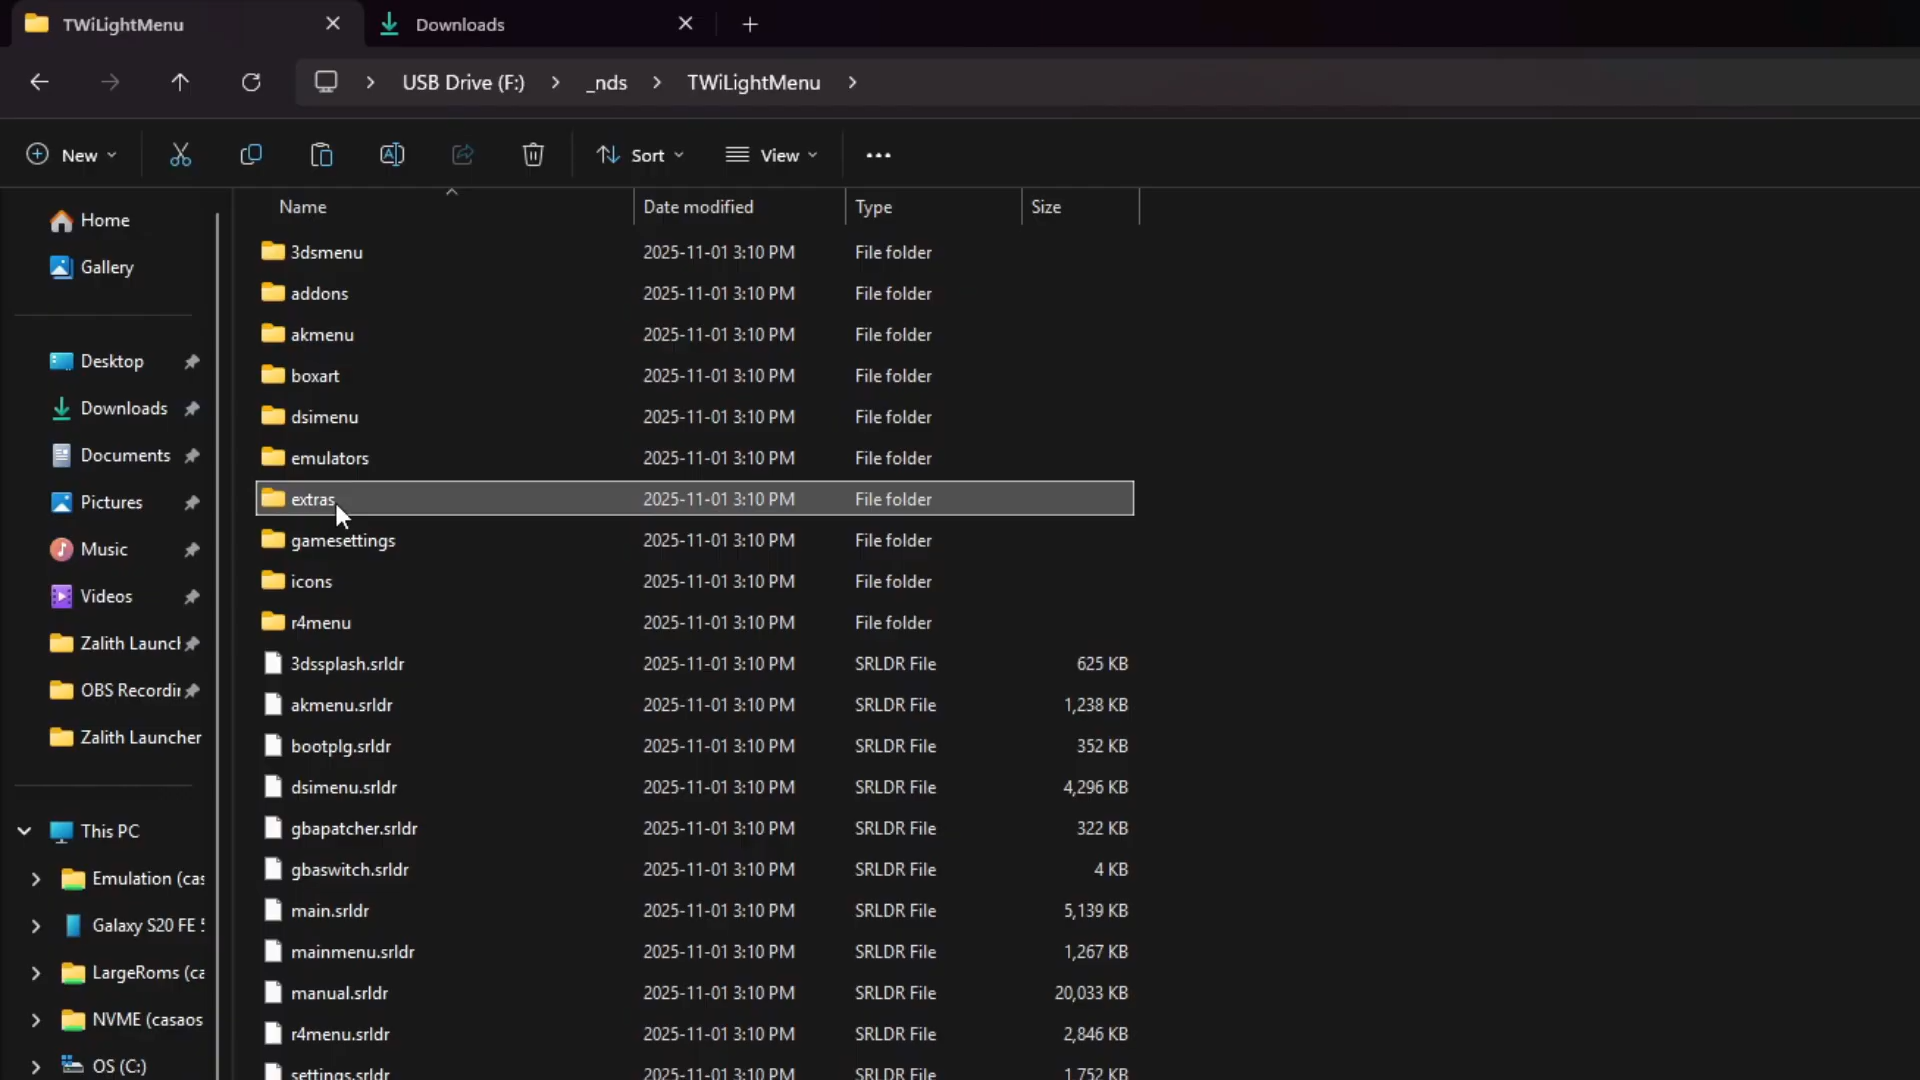 TWiLightMenu
Downloads
USB Drive (F:)
_nds
TWiLightMenu
New
Sort
View
Name
Date modified
Type
Size
Home
Gallery
Desktop
Downloads
Documents
Pictures
Music
Videos
Zalith Launcl
OBS Recordir
Zalith Launcher
This PC
Emulation (cas
Galaxy S20 FE 5
LargeRoms (ca
NVME (casaos
OS (C:)
3dsmenu 2025-11-01 3:10 PM File folder
addons 2025-11-01 3:10 PM File folder
akmenu 2025-11-01 3:10 PM File folder
boxart 2025-11-01 3:10 PM File folder
dsimenu 2025-11-01 3:10 PM File folder
emulators 2025-11-01 3:10 PM File folder
extras 2025-11-01 3:10 PM File folder
gamesettings 2025-11-01 3:10 PM File folder
icons 2025-11-01 3:10 PM File folder
r4menu 2025-11-01 3:10 PM File folder
3dssplash.srldr 2025-11-01 3:10 PM SRLDR File 625 KB
akmenu.srldr 2025-11-01 3:10 PM SRLDR File 1,238 KB
bootplg.srldr 2025-11-01 3:10 PM SRLDR File 352 KB
dsimenu.srldr 2025-11-01 3:10 PM SRLDR File 4,296 KB
gbapatcher.srldr 2025-11-01 3:10 PM SRLDR File 322 KB
gbaswitch.srldr 2025-11-01 3:10 PM SRLDR File 4 KB
main.srldr 2025-11-01 3:10 PM SRLDR File 5,139 KB
mainmenu.srldr 2025-11-01 3:10 PM SRLDR File 1,267 KB
manual.srldr 2025-11-01 3:10 PM SRLDR File 20,033 KB
r4menu.srldr 2025-11-01 3:10 PM SRLDR File 2,846 KB
settings.srldr 2025-11-01 3:10 PM SRLDR File 1,752 KB